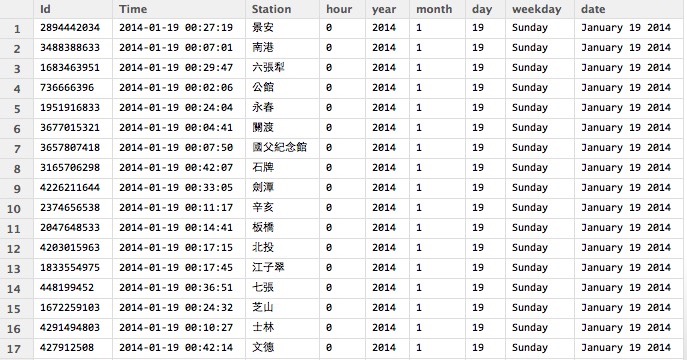 Id Time Station hour year month day weekday date
1 2894442034 2014-01-19 00:27:19 景安 0 2014 1 19 Sunday January 19 2014
2 3488388633 2014-01-19 00:07:01 南港 0 2014 1 19 Sunday January 19 2014
3 1683463951 2014-01-19 00:29:47 六張犁 0 2014 1 19 Sunday January 19 2014
4 736666396 2014-01-19 00:02:06 公館 0 2014 1 19 Sunday January 19 2014
5 1951916833 2014-01-19 00:24:04 永春 0 2014 1 19 Sunday January 19 2014
6 3677015321 2014-01-19 00:04:41 關渡 0 2014 1 19 Sunday January 19 2014
7 3657807418 2014-01-19 00:07:50 國父紀念館 0 2014 1 19 Sunday January 19 2014
8 3165706298 2014-01-19 00:42:07 石牌 0 2014 1 19 Sunday January 19 2014
9 4226211644 2014-01-19 00:33:05 劍潭 0 2014 1 19 Sunday January 19 2014
10 2374656538 2014-01-19 00:11:17 辛亥 0 2014 1 19 Sunday January 19 2014
11 2047648533 2014-01-19 00:14:41 板橋 0 2014 1 19 Sunday January 19 2014
12 4203015963 2014-01-19 00:17:15 北投 0 2014 1 19 Sunday January 19 2014
13 1833554975 2014-01-19 00:17:45 江子翠 0 2014 1 19 Sunday January 19 2014
14 448199452 2014-01-19 00:36:51 七張 0 2014 1 19 Sunday January 19 2014
15 1672259103 2014-01-19 00:24:32 芝山 0 2014 1 19 Sunday January 19 2014
16 4291494803 2014-01-19 00:10:27 士林 0 2014 1 19 Sunday January 19 2014
17 427912508 2014-01-19 00:42:14 文德 0 2014 1 19 Sunday January 19 2014